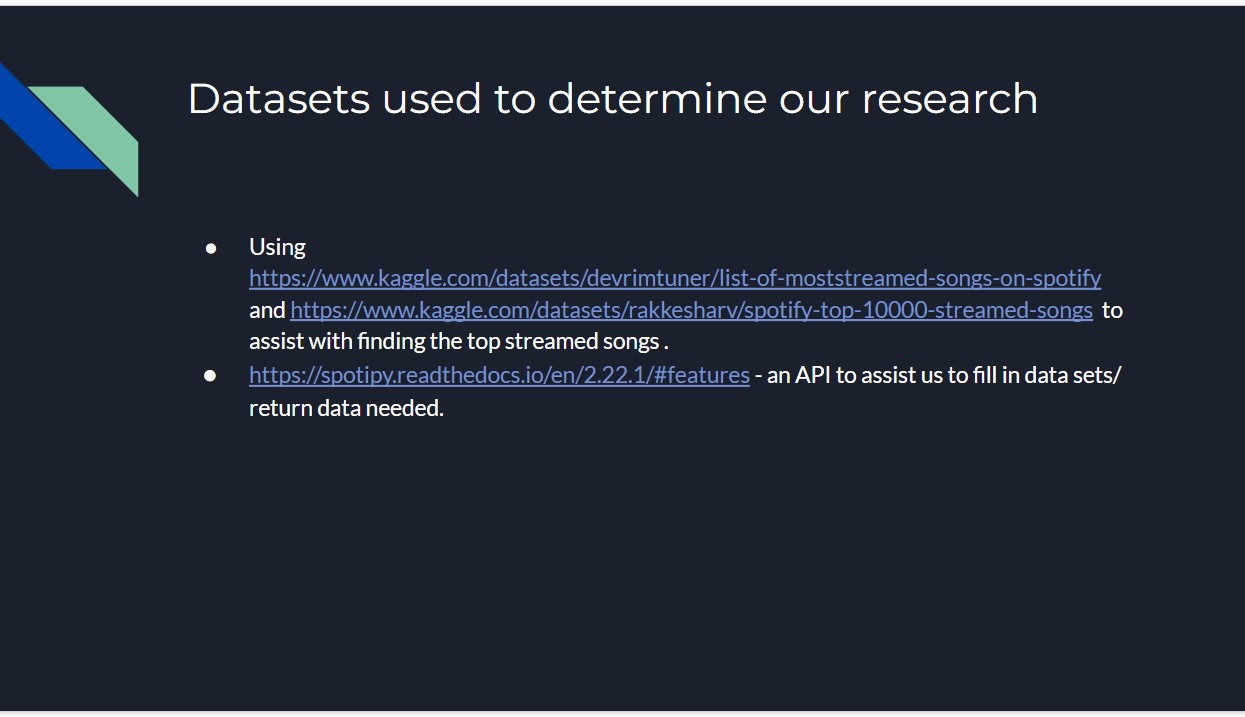 Datasets used to determine our research
● Using
https://www.kaggle.com/datasets/devrimtuner/list-of-moststreamed-songs-on-spotify
and https://www.kaggle.com/datasets/rakkesharv/spotify-top-10000-streamed-songs to
assist with finding the top streamed songs .
● https://spotipy.readthedocs.io/en/2.22.1/#features - an API to assist us to fill in data sets/
return data needed.